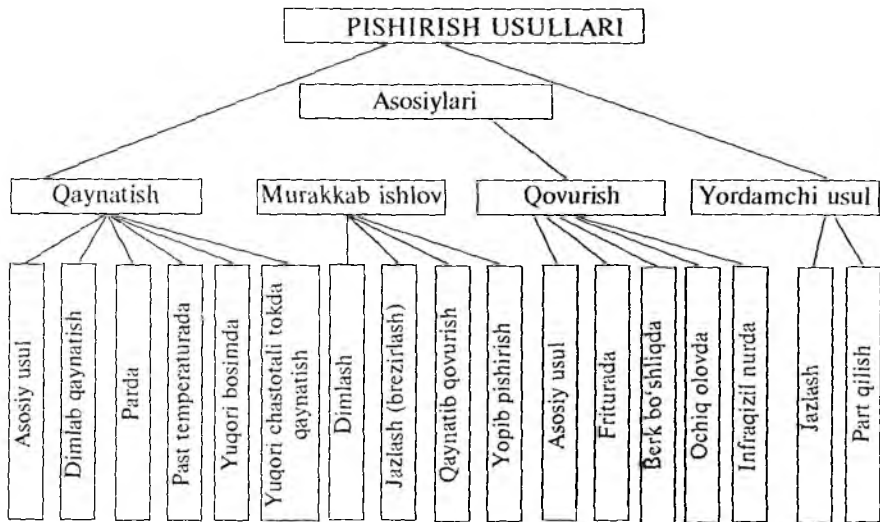 PISHIRISH USULLARI
Asosiylari
Qaynatish
Murakkab ishlov
Qovurish
Yordamchi usul
Asosiy usul
Dimlab qaynatish
Parda
Past temperaturada
Yuqori bosimda
Yuqori chastotali tokda
qaynatish
Dimlash
Jazlash (brezirlash)
Qaynatib qovurish
Yopib pishirish
Asosiy usul
Frituradа
Berk bo'shliqda
Ochiq olovda
Infraqizil nurda
Jazlash
Part qilish